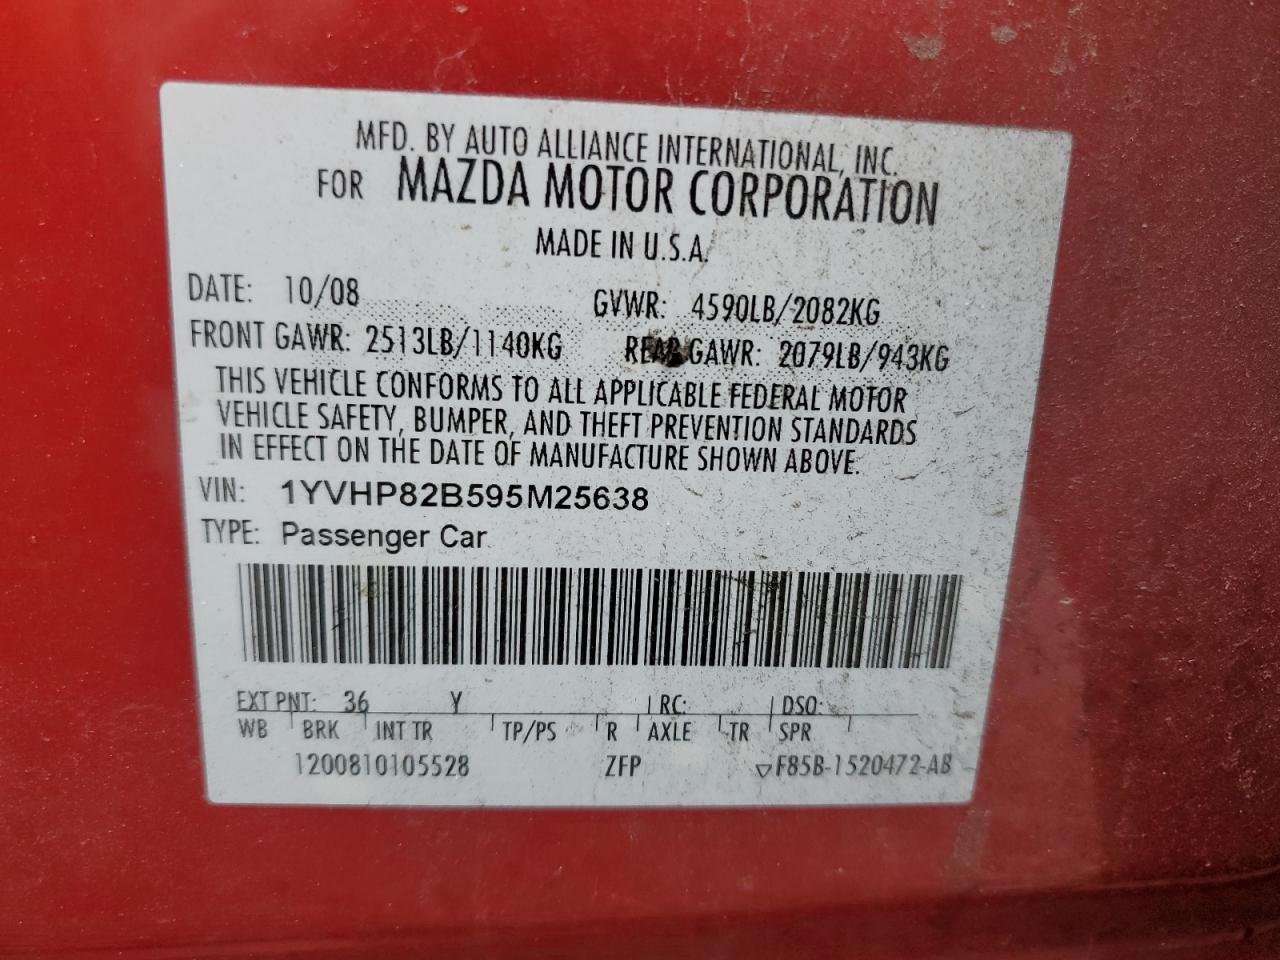 MFD. BY AUTO ALLIANCE INTERNATIONAL, INC.
FOR MAZDA MOTOR CORPORATION
MADE IN U.S.A.
DATE: 10/08 GVWR: 4590LB/2082KG
FRONT GAWR: 2513LB/1140KG REAR GAWR: 2079LB/943KG
THIS VEHICLE CONFORMS TO ALL APPLICABLE FEDERAL MOTOR
VEHICLE SAFETY, BUMPER, AND THEFT PREVENTION STANDARDS
IN EFFECT ON THE DATE OF MANUFACTURE SHOWN ABOVE.
VIN: 1YVHP82B595M25638
TYPE: Passenger Car
EXT PNT: 36 Y RC: DSO:
WB BRK INT TR TP/PS R AXLE TR SPR
1200810105528 ZFP ▽F85B-1520472-AB